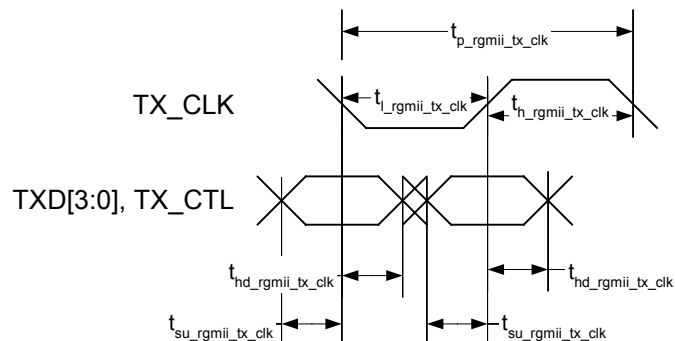 t_p_rgmii_tx_clk
TX_CLK
t_l_rgmii_tx_clk
t_h_rgmii_tx_clk
TXD[3:0], TX_CTL
t_hd_rgmii_tx_clk
t_hd_rgmii_tx_clk
t_su_rgmii_tx_clk
t_su_rgmii_tx_clk